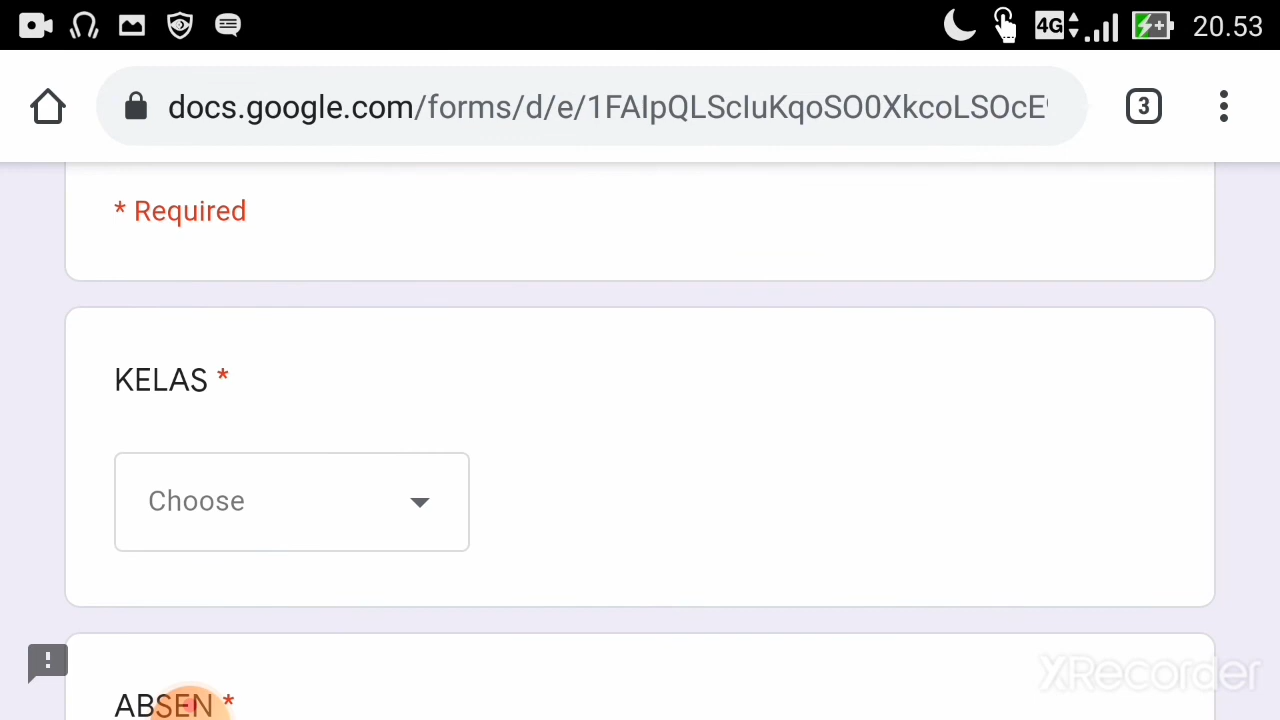 4G 20.53
docs.google.com/forms/d/e/1FAIpQLScIuKqoSO0XkcoLSOcE
3
* Required
KELAS *
Choose
ABSEN *
XRecorder